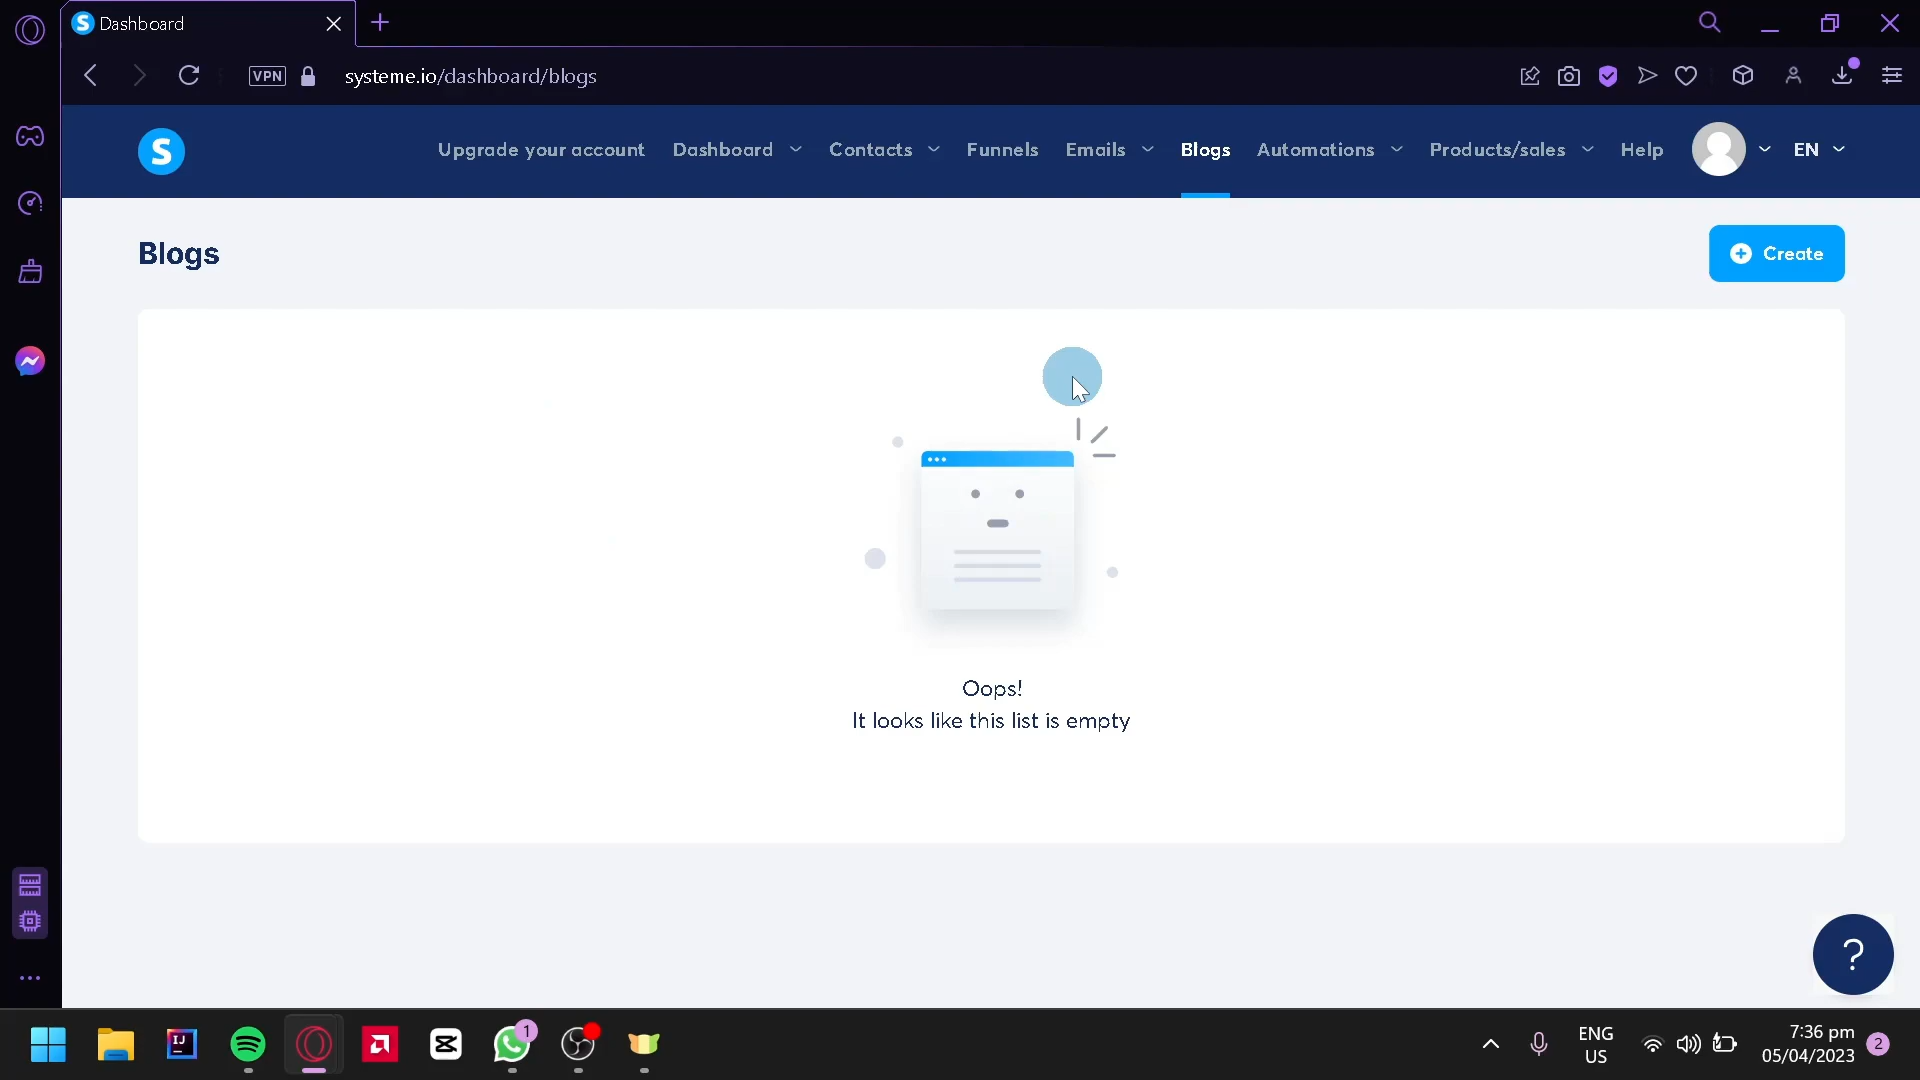 Dashboard
VPN
systeme.io/dashboard/blogs
S
Upgrade your account Dashboard Contacts Funnels Emails Blogs Automations Products/sales Help EN
Blogs
Create
Oops!
It looks like this list is empty
?
IJ
1
ENG
US
7:36 pm
05/04/2023
2